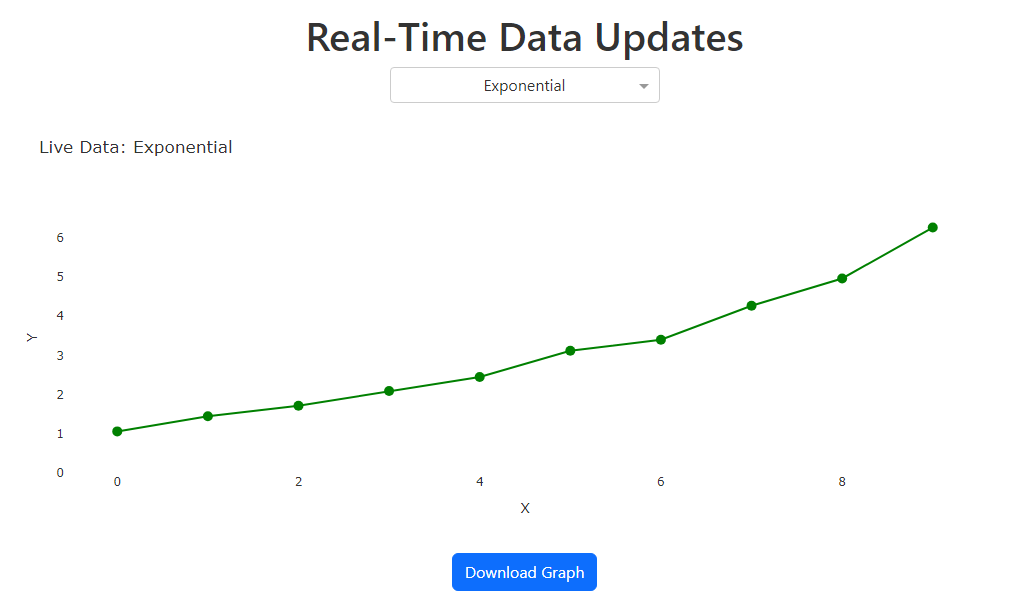 Real-Time Data Updates
Exponential
Live Data: Exponential
6
5
4
3
2
1
0
Y
0 2 4 6 8
X
Download Graph